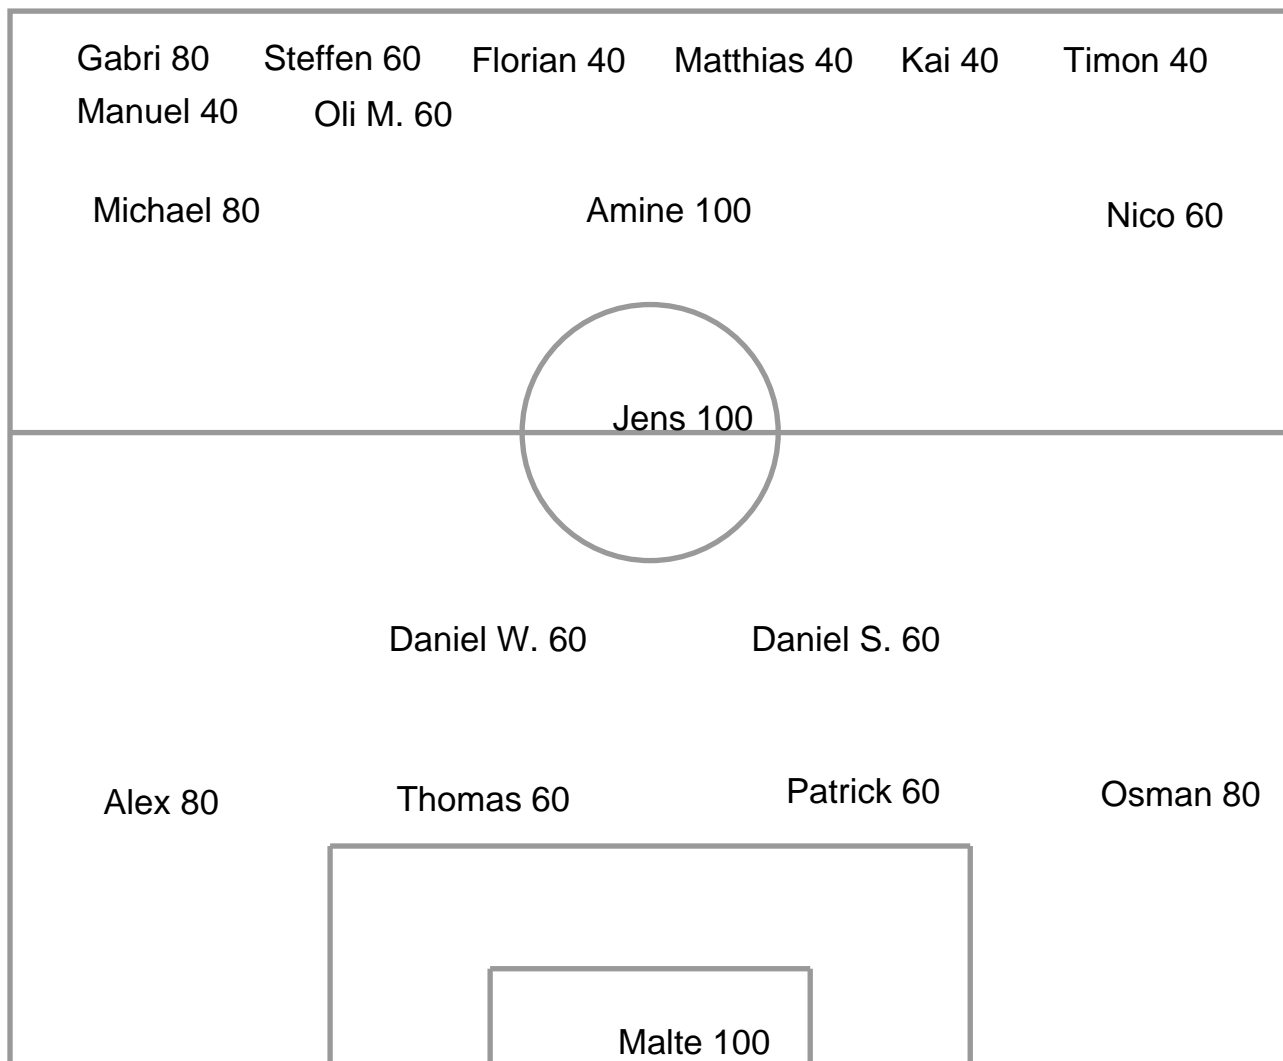 Gabri 80 Steffen 60 Florian 40 Matthias 40 Kai 40 Timon 40
Manuel 40 Oli M. 60
Michael 80 Amine 100 Nico 60
Jens 100
Daniel W. 60 Daniel S. 60
Alex 80 Thomas 60 Patrick 60 Osman 80
Malte 100